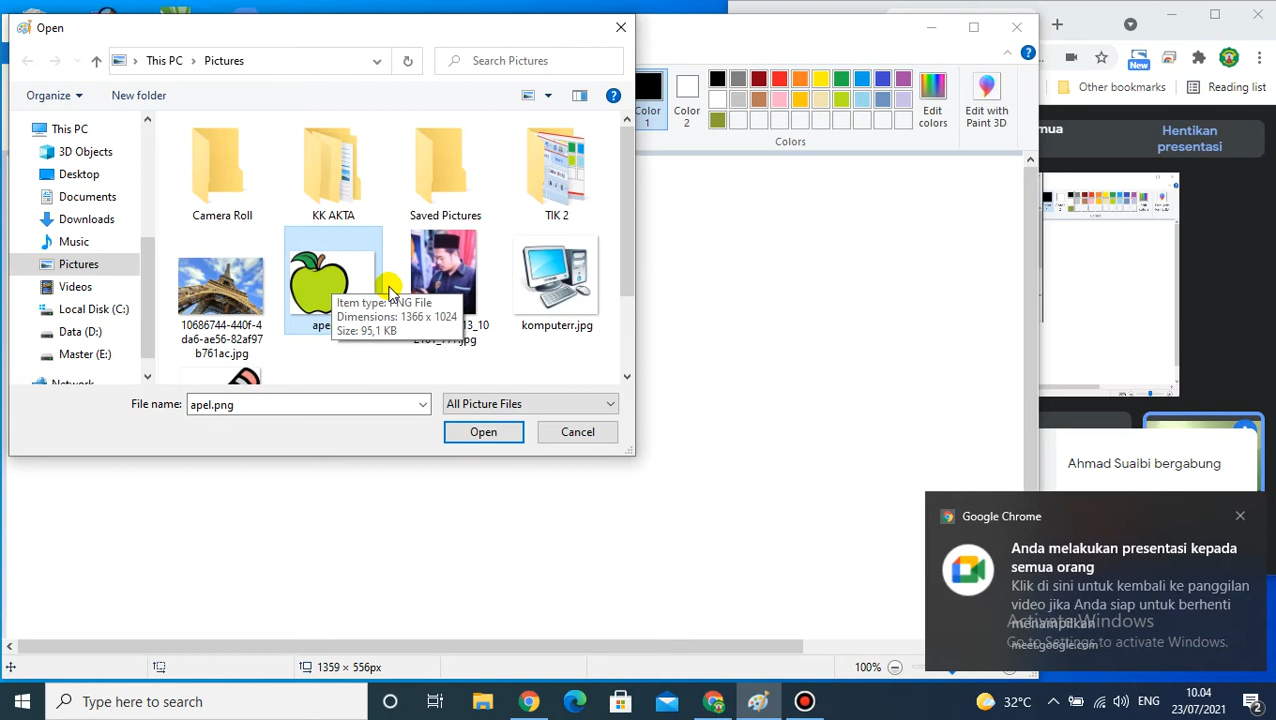 Open
This PC
Pictures
Search Pictures
Organize
New folder
This PC
3D Objects
Desktop
Documents
Downloads
Music
Pictures
Videos
Local Disk (C:)
Data (D:)
Master (E:)
Network
Camera Roll
KK AKTA
Saved Pictures
TIK 2
10686744-440f-4
da6-ae56-82af97
b761ac.jpg
komputerr.jpg
Item type: PNG File
Dimensions: 1366 x 1024
Size: 95,1 KB
File name:
apel.png
All Picture Files
Open
Cancel
Color
1
Color
2
Edit
colors
Edit with
Paint 3D
Colors
New
Other bookmarks
Reading list
Hentikan
presentasi
Ahmad Suaibi bergabung
Google Chrome
Anda melakukan presentasi kepada
semua orang
Klik di sini untuk kembali ke panggilan
video jika Anda siap untuk berhenti
menampilkan
meet.google.com
Activate Windows
Go to Settings to activate Windows.
1359 × 556px
100%
Type here to search
32°C
ENG
10.04
23/07/2021
2